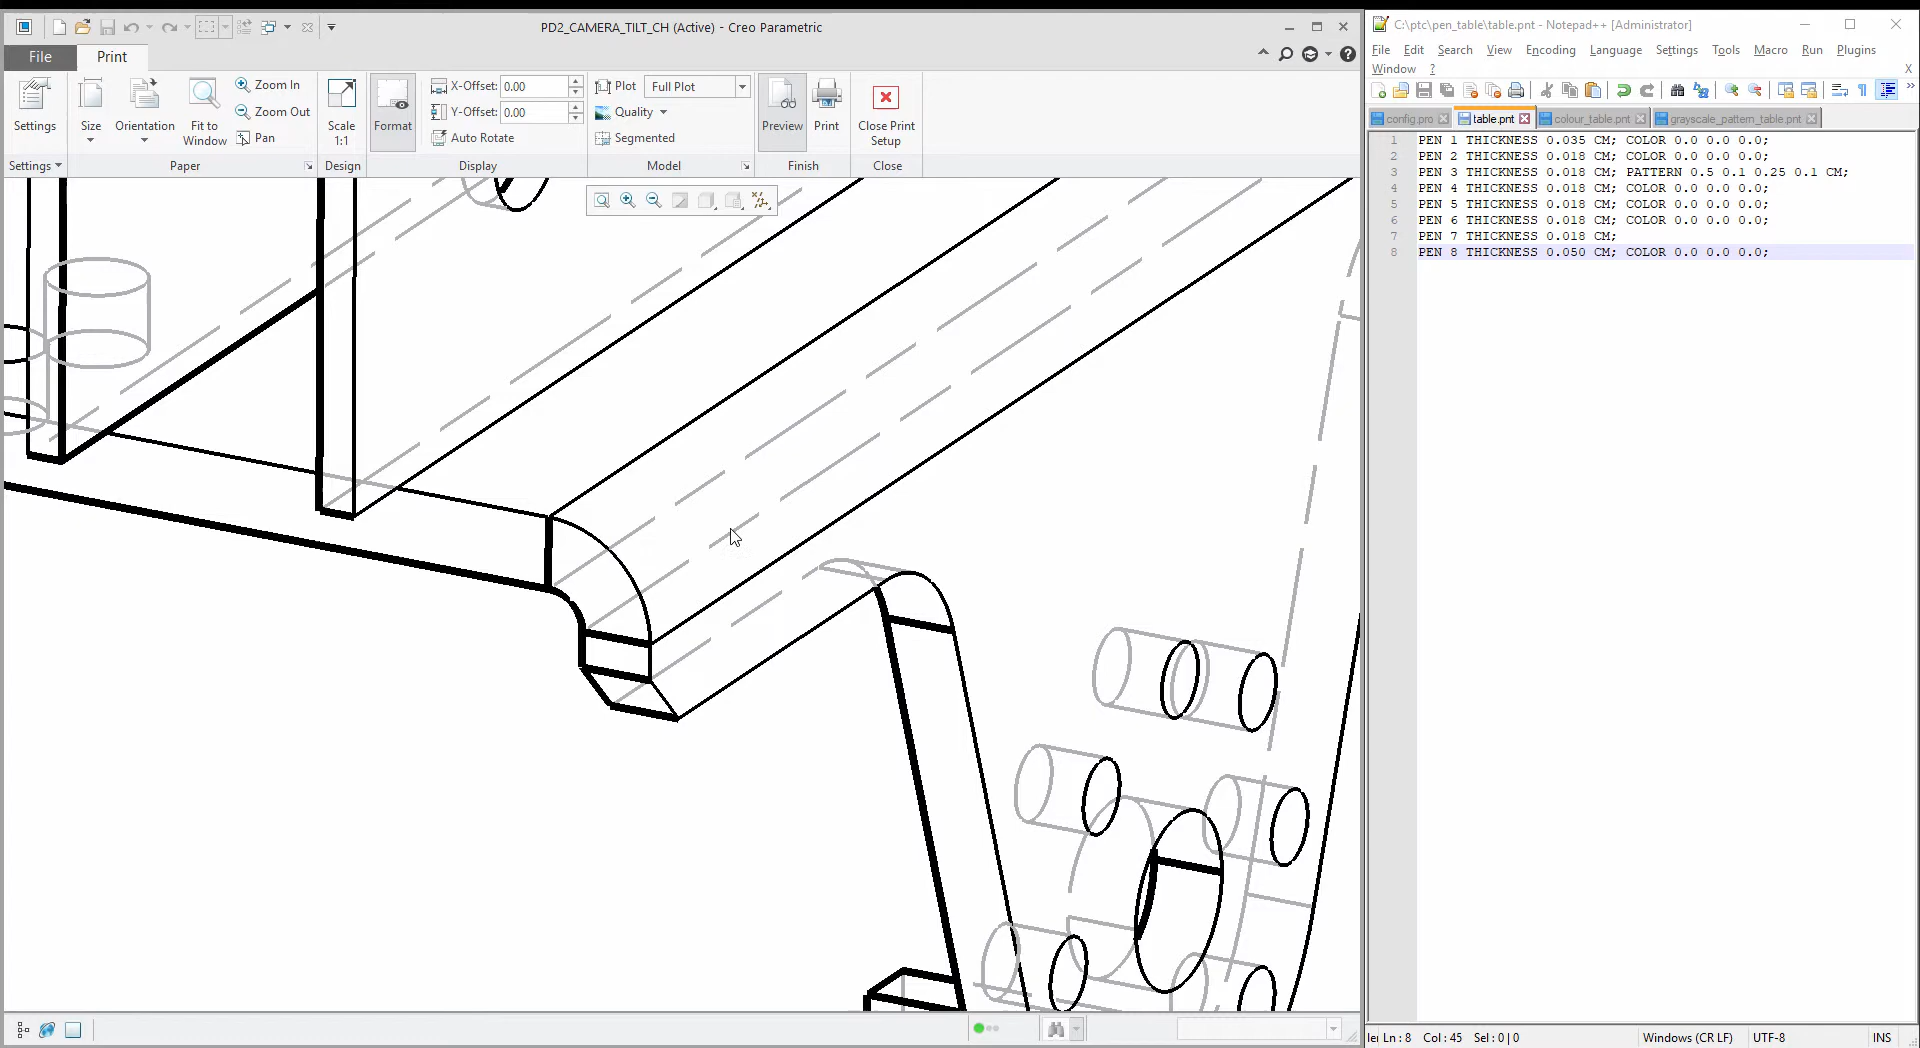 PD2_CAMERA_TILT_CH (Active) - Creo Parametric
File
Print
Settings
Size
Orientation
Fit to
Window
Zoom In
Zoom Out
Pan
Scale
1:1
Format
X-Offset: 0.00
Y-Offset: 0.00
Auto Rotate
Plot Full Plot
Quality
Segmented
Preview
Print
Close Print
Setup
Settings
Paper
Design
Display
Model
Finish
Close
C:\ptc\pen_table\table.pnt - Notepad++ [Administrator]
File Edit Search View Encoding Language Settings Tools Macro Run Plugins
Window ? X
config.pro table.pnt colour_table.pnt grayscale_pattern_table.pnt
1 PEN 1 THICKNESS 0.035 CM; COLOR 0.0 0.0 0.0;
2 PEN 2 THICKNESS 0.018 CM; COLOR 0.0 0.0 0.0;
3 PEN 3 THICKNESS 0.018 CM; PATTERN 0.5 0.1 0.25 0.1 CM;
4 PEN 4 THICKNESS 0.018 CM; COLOR 0.0 0.0 0.0;
5 PEN 5 THICKNESS 0.018 CM; COLOR 0.0 0.0 0.0;
6 PEN 6 THICKNESS 0.018 CM; COLOR 0.0 0.0 0.0;
7 PEN 7 THICKNESS 0.018 CM;
8 PEN 8 THICKNESS 0.050 CM; COLOR 0.0 0.0 0.0;
Ln : 8 Col : 45 Sel : 0 | 0 Windows (CR LF) UTF-8 INS